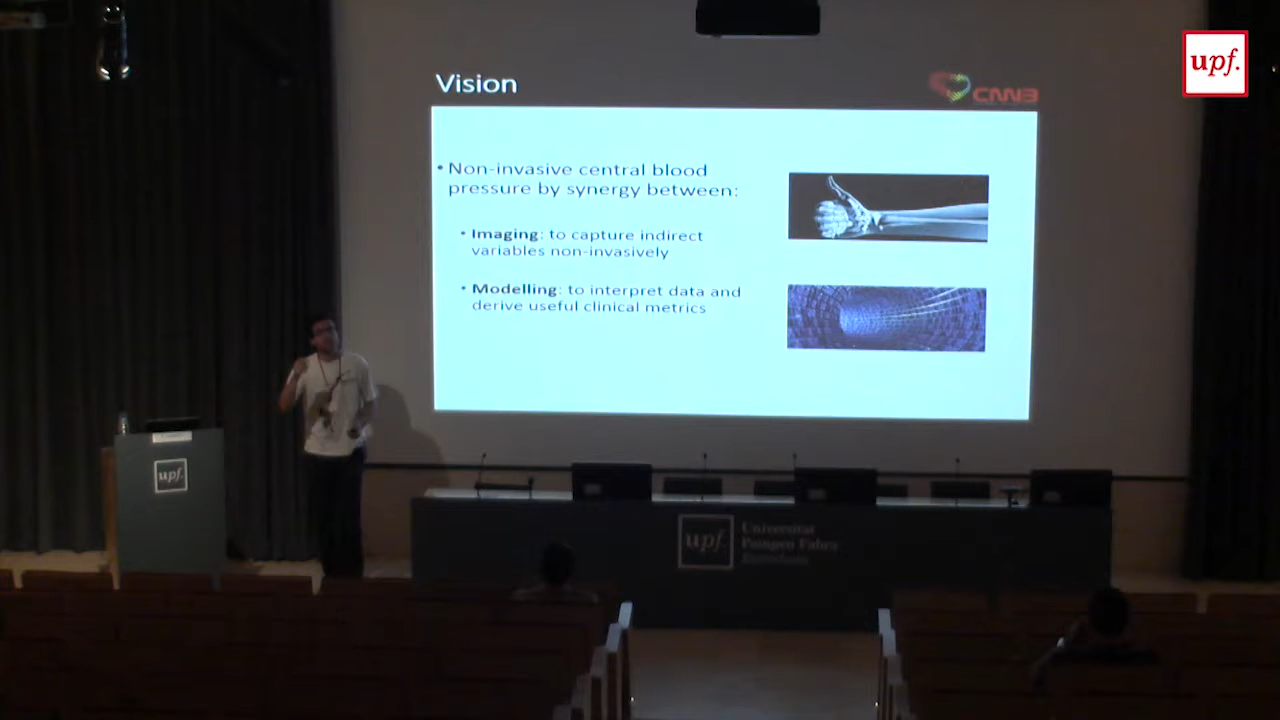 upf.
Vision
CMIB
• Non-invasive central blood
pressure by synergy between:
• Imaging: to capture indirect
variables non-invasively
• Modelling: to interpret data and
derive useful clinical metrics
upf.
upf.
Universitat
Pompeu Fabra
Barcelona